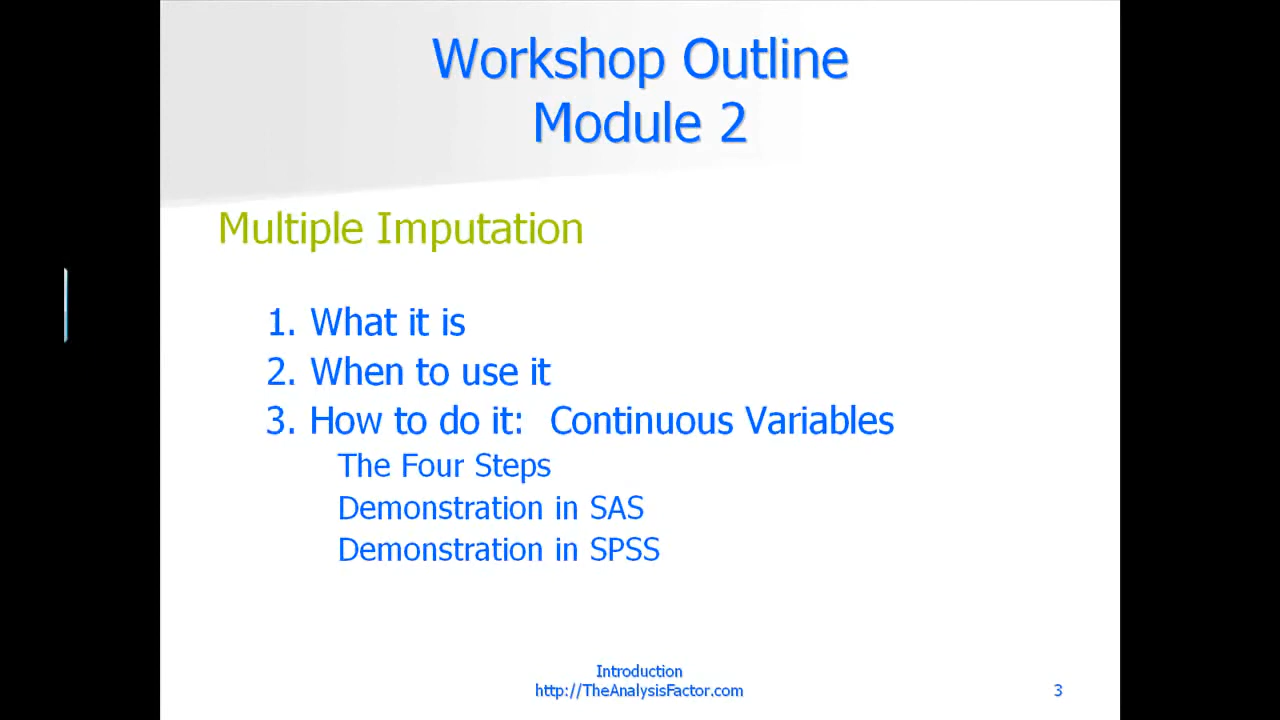 Workshop Outline
Module 2
Multiple Imputation
1. What it is
2. When to use it
3. How to do it: Continuous Variables
The Four Steps
Demonstration in SAS
Demonstration in SPSS
Introduction
http://TheAnalysisFactor.com
3